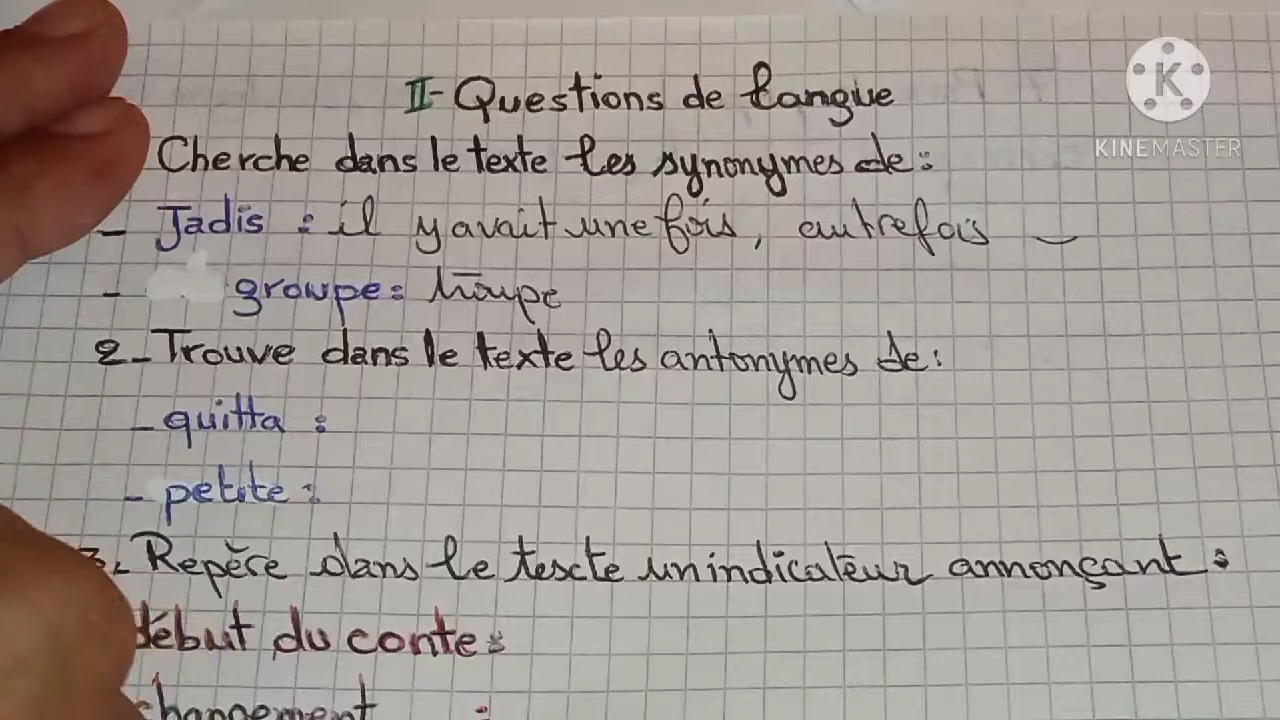 II- Questions de langue
K
KINEMASTER
Cherche dans le texte les synonymes de:
- Jadis : il y avait une fois, autrefois -
- groupe: troupe
2- Trouve dans le texte les antonymes de:
- quitta :
- petite :
3. Repère dans le texte un indicateur annonçant :
début du conte :
changement :